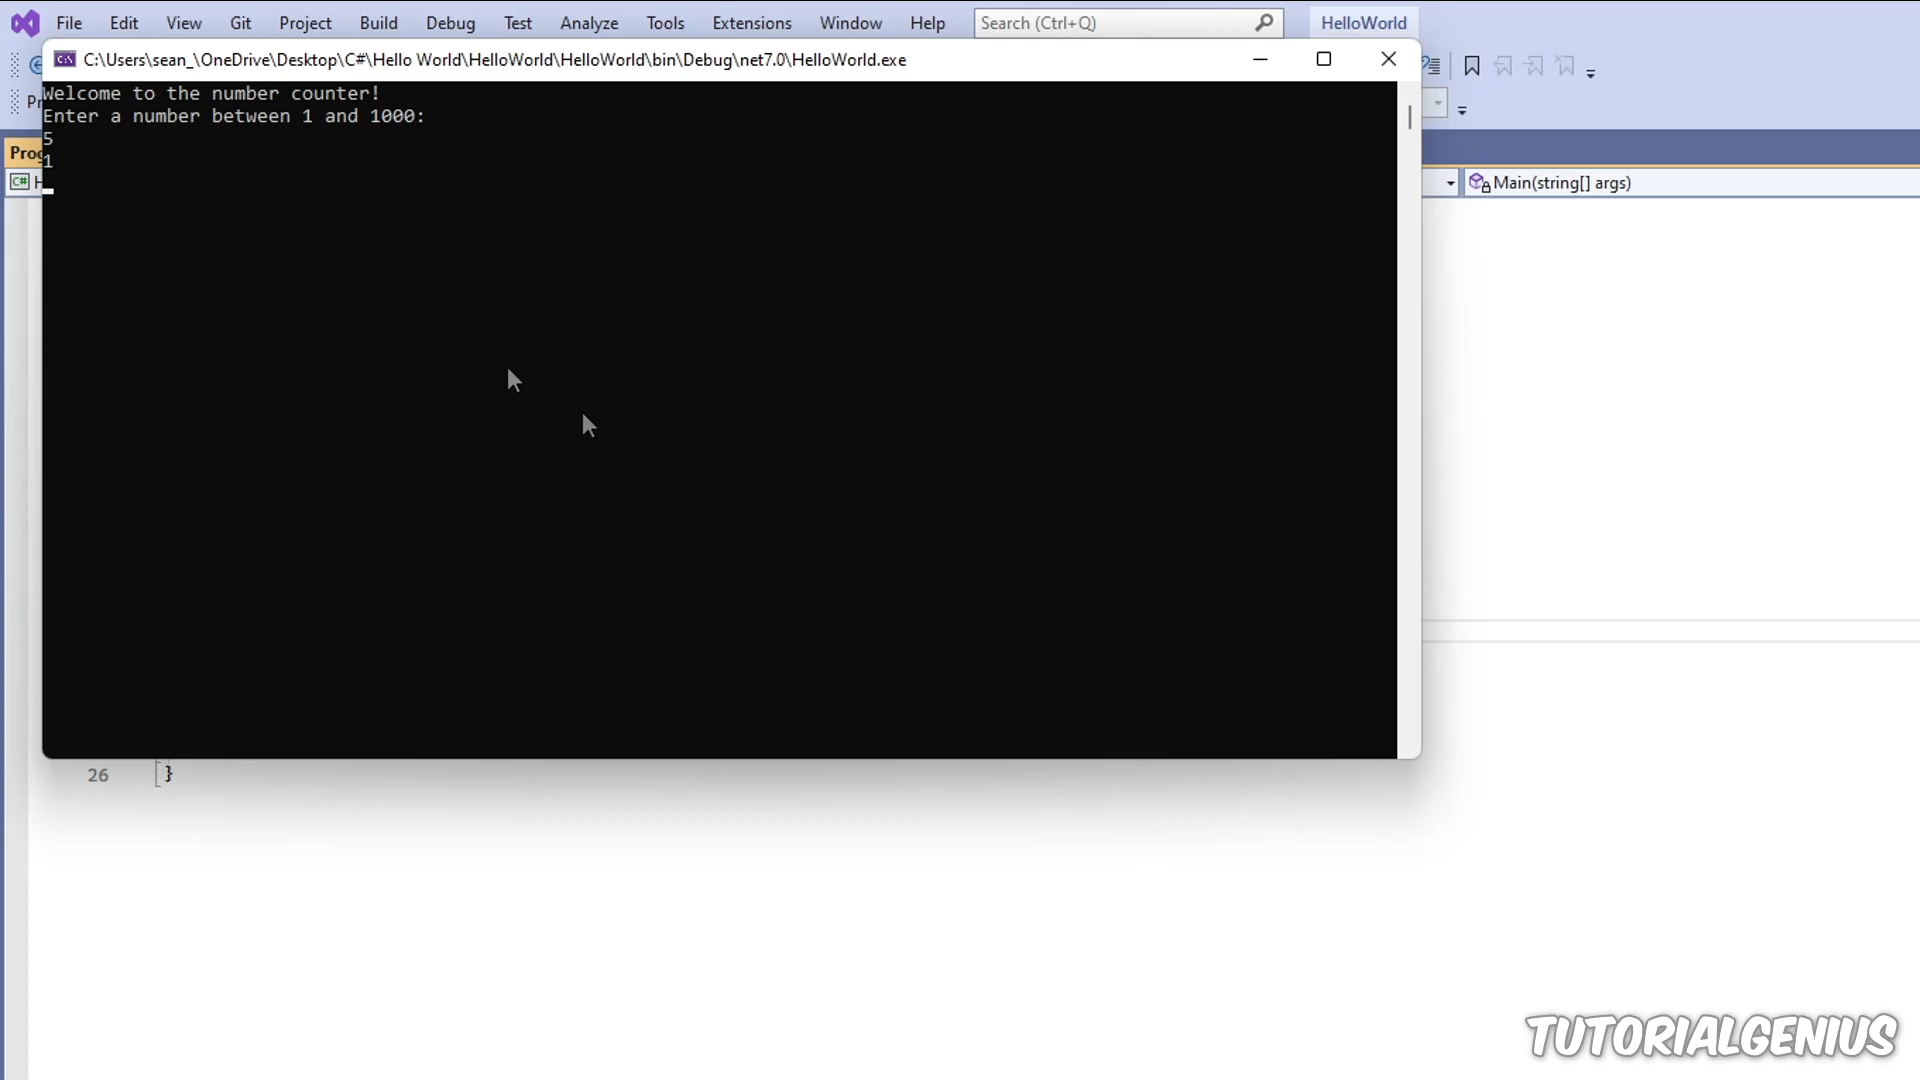 File Edit View Git Project Build Debug Test Analyze Tools Extensions Window Help Search (Ctrl+Q) HelloWorld
C:\Users\sean_\OneDrive\Desktop\C#\Hello World\HelloWorld\HelloWorld\bin\Debug\net7.0\HelloWorld.exe
Welcome to the number counter!
Enter a number between 1 and 1000:
5
1
Main(string[] args)
26 }
TUTORIALGENIUS